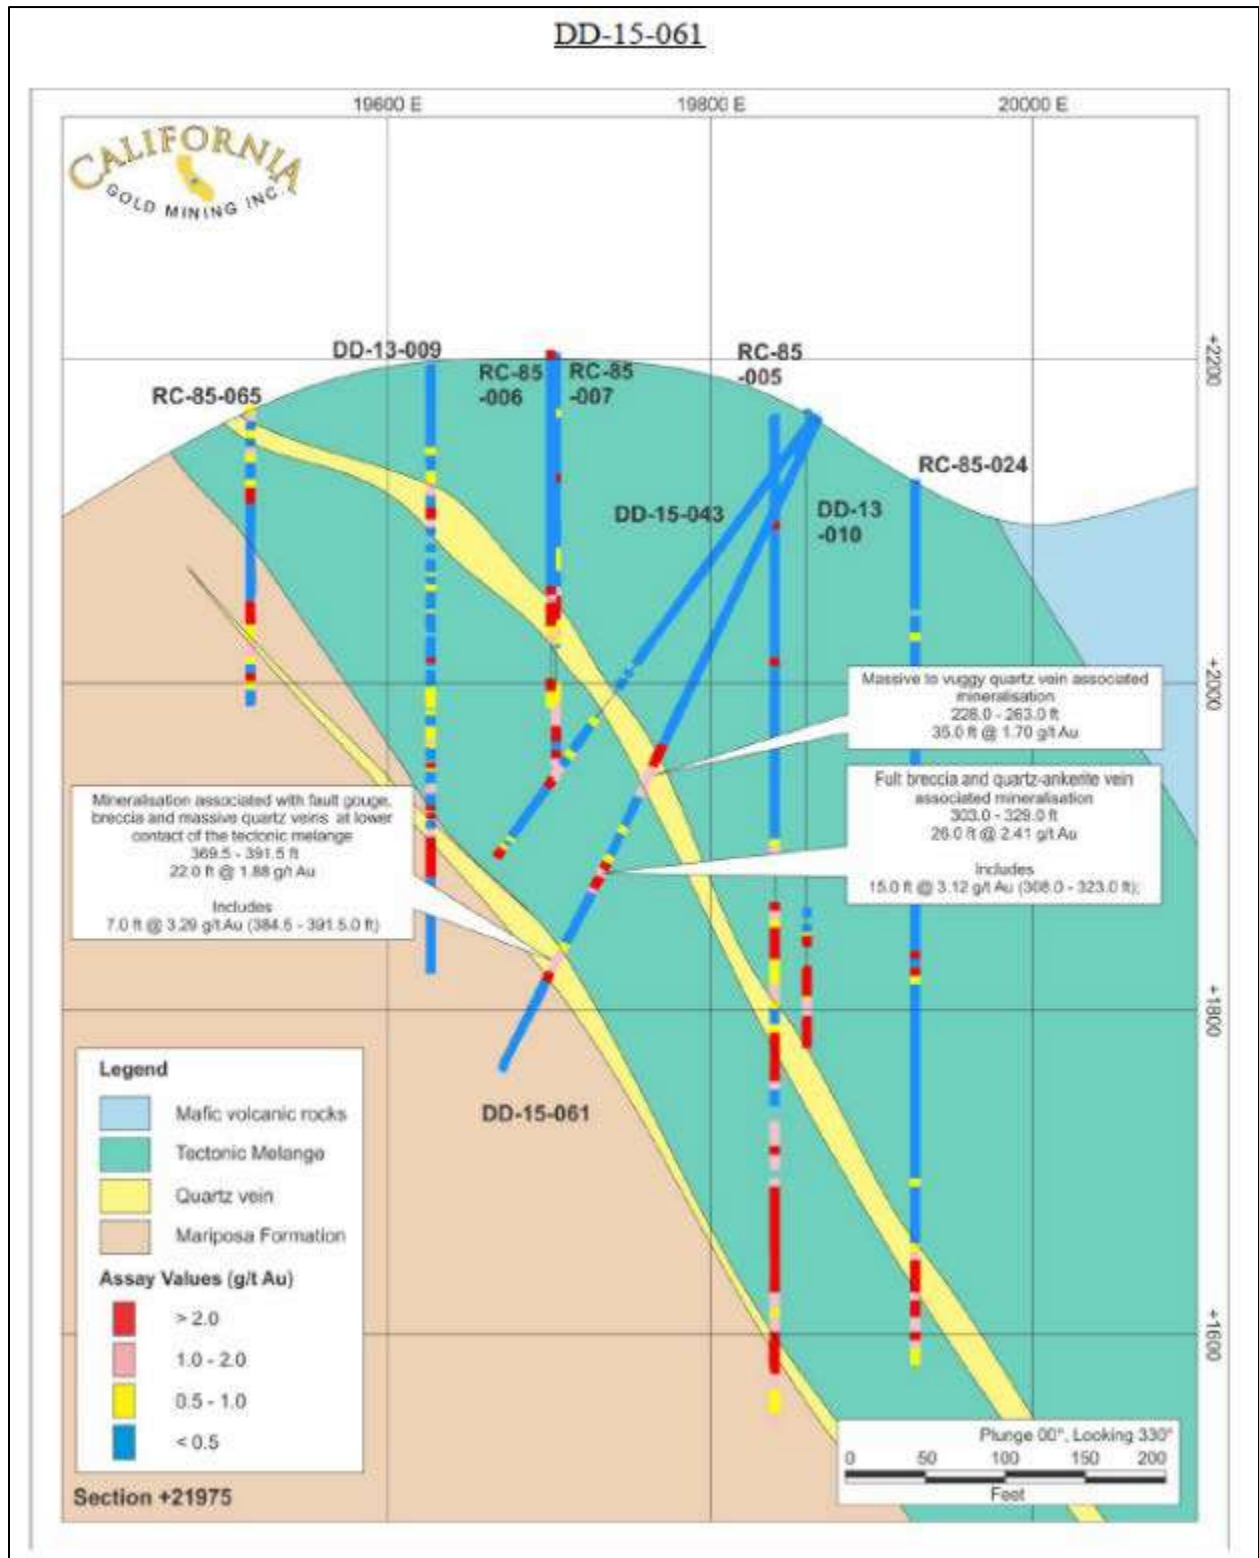 DD-15-061
19600 E
19800 E
20000 E
CALIFORNIA
GOLD MINING INC.
+2200
+2000
+1800
+1600
DD-13-009
RC-85-065
RC-85
-006
RC-85
-007
RC-85
-005
RC-85-024
DD-15-043
DD-13
-010
Massive to vuggy quartz vein associated
mineralisation
228.0 - 263.0 ft
35.0 ft @ 1.70 g/t Au
Fult breccia and quartz-ankerite vein
associated mineralisation
303.0 - 329.0 ft
26.0 ft @ 2.41 g/t Au
Includes
15.0 ft @ 3.12 g/t Au (308.0 - 323.0 ft);
Mineralisation associated with fault gouge,
breccia and massive quartz veins at lower
contact of the tectonic melange
369.5 - 391.5 ft
22.0 ft @ 1.88 g/t Au
Includes
7.0 ft @ 3.29 g/t Au (384.5 - 391.5.0 ft)
DD-15-061
Legend
Mafic volcanic rocks
Tectonic Melange
Quartz vein
Mariposa Formation
Assay Values (g/t Au)
> 2.0
1.0 - 2.0
0.5 - 1.0
< 0.5
Section +21975
Plunge 00°, Looking 330°
0 50 100 150 200
Feet